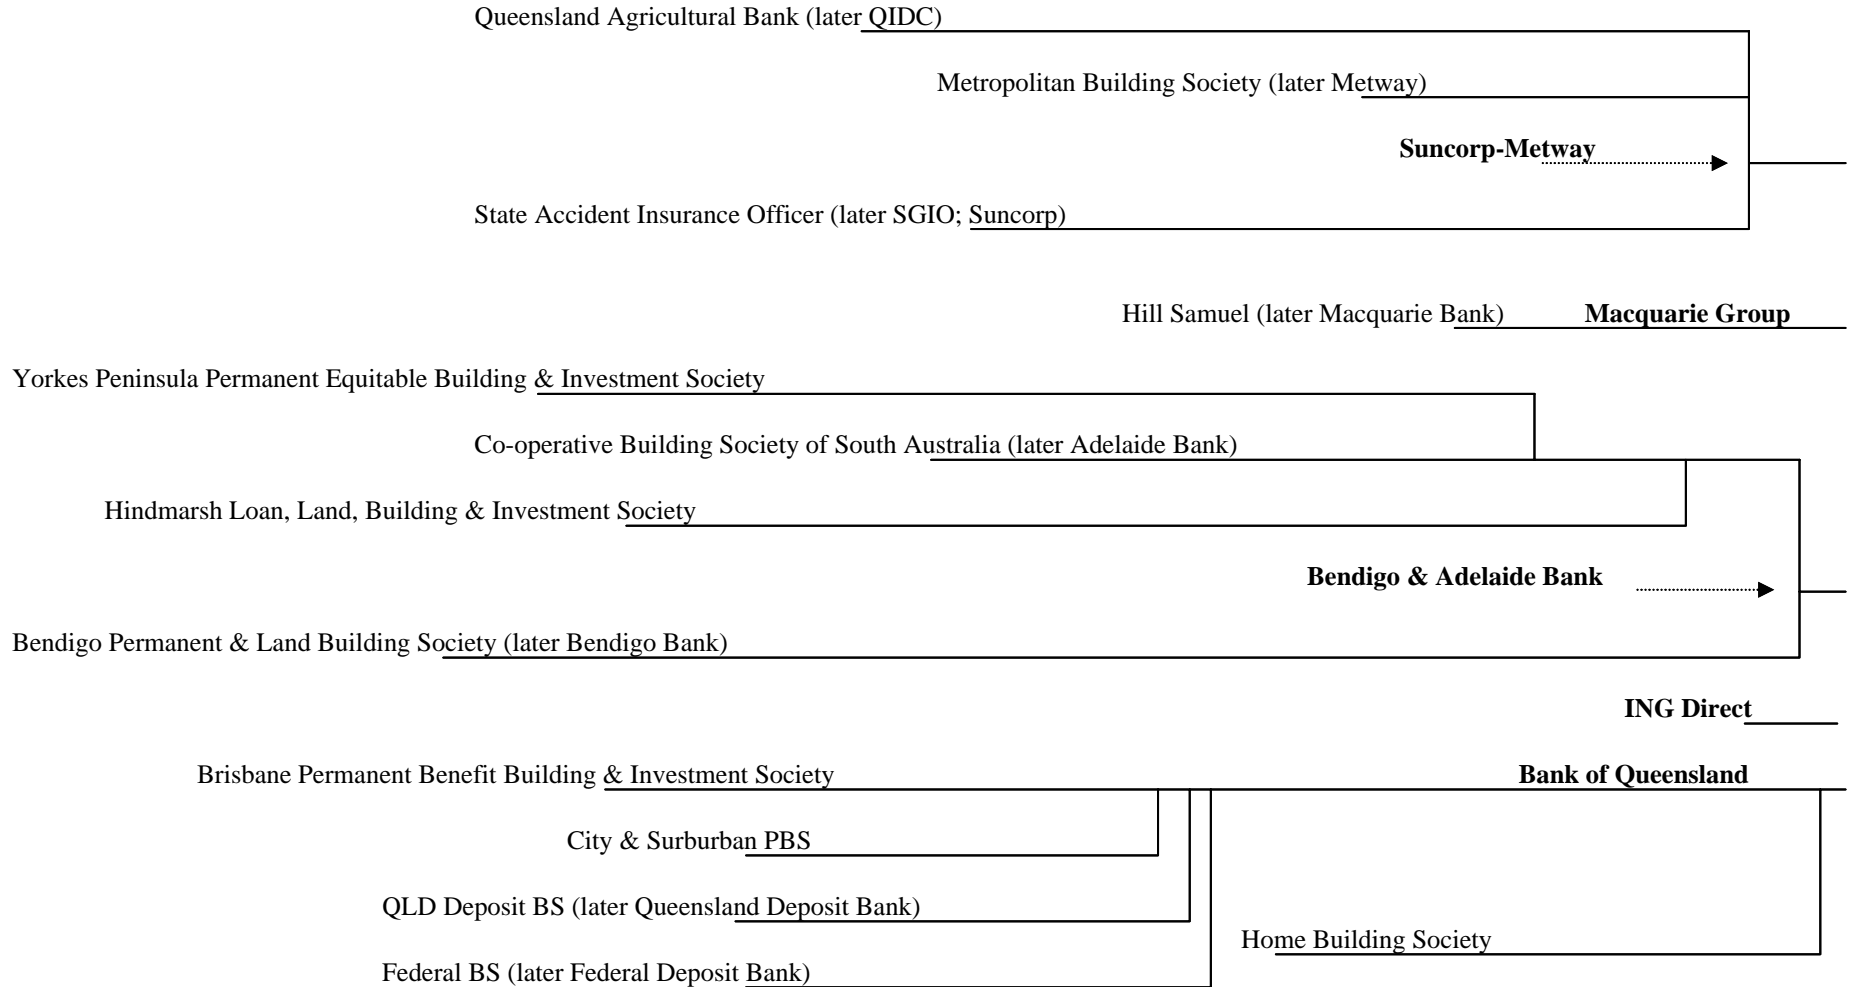 Queensland Agricultural Bank (later QIDC)
Metropolitan Building Society (later Metway)
Suncorp-Metway
State Accident Insurance Officer (later SGIO; Suncorp)
Hill Samuel (later Macquarie Bank)
Macquarie Group
Yorkes Peninsula Permanent Equitable Building & Investment Society
Co-operative Building Society of South Australia (later Adelaide Bank)
Hindmarsh Loan, Land, Building & Investment Society
Bendigo & Adelaide Bank
Bendigo Permanent & Land Building Society (later Bendigo Bank)
ING Direct
Brisbane Permanent Benefit Building & Investment Society
Bank of Queensland
City & Surburban PBS
QLD Deposit BS (later Queensland Deposit Bank)
Home Building Society
Federal BS (later Federal Deposit Bank)